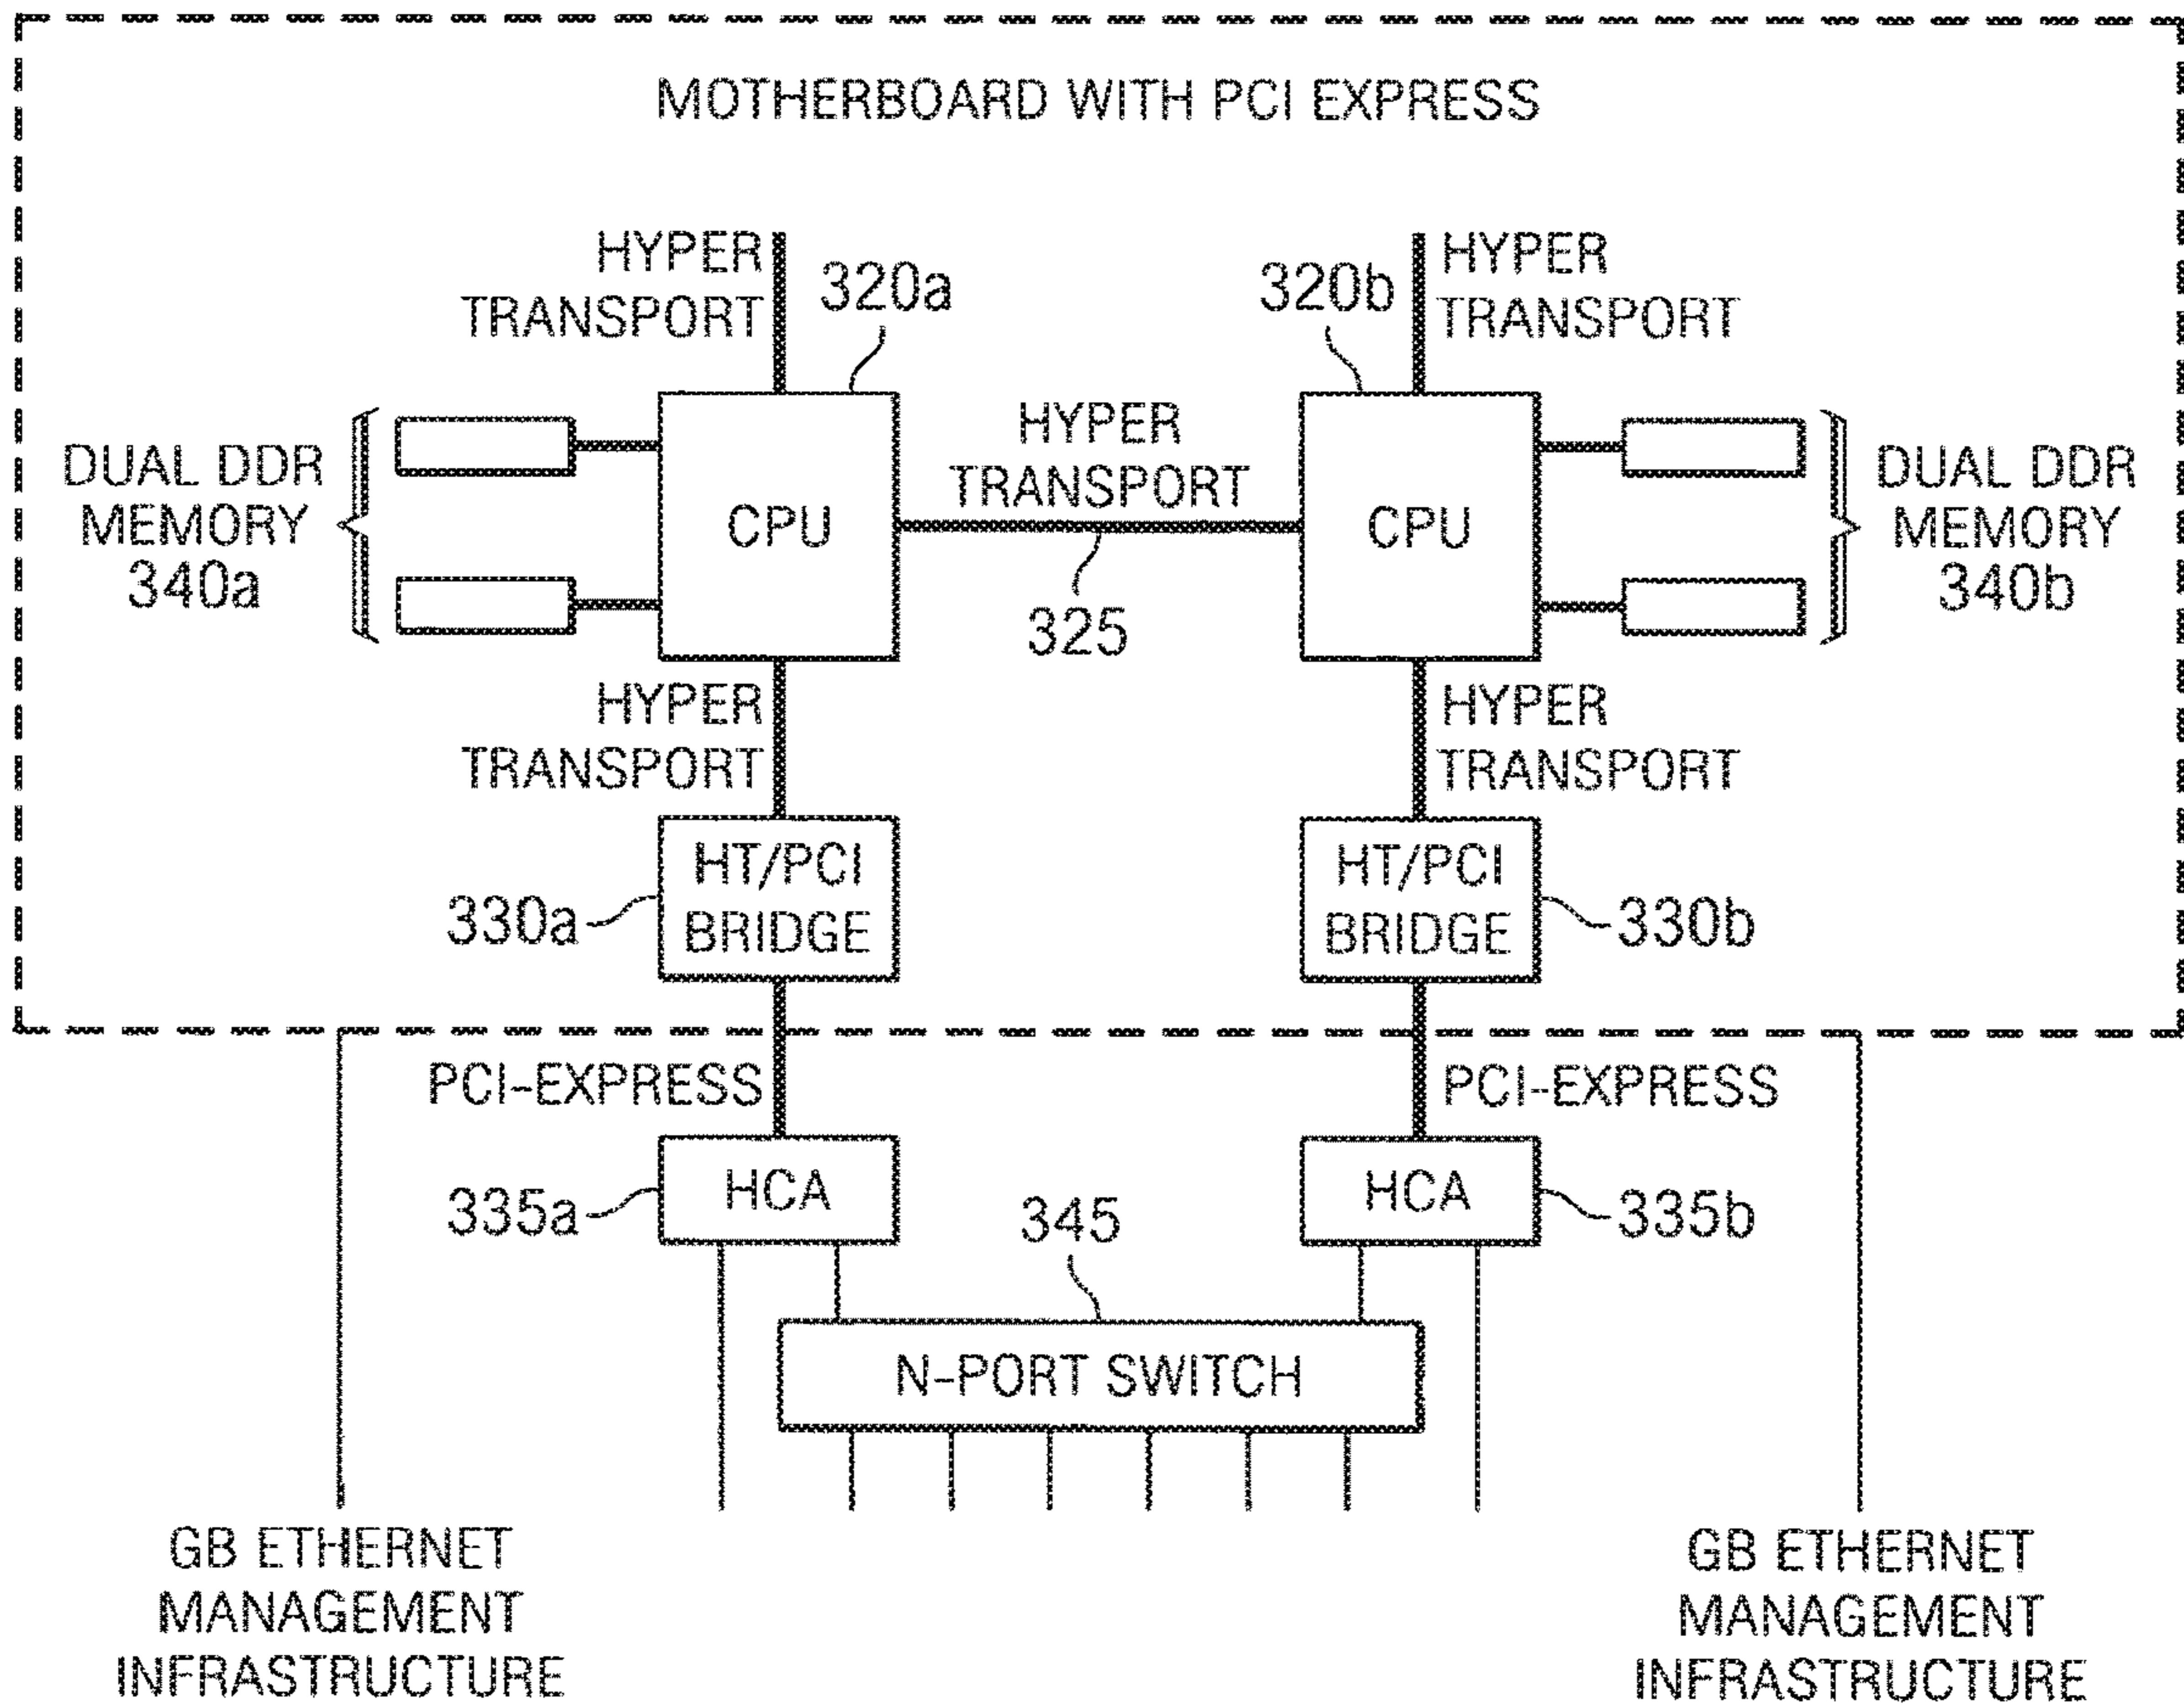 MOTHERBOARD WITH PCI EXPRESS
HYPER
TRANSPORT
320a
320b
HYPER
TRANSPORT
DUAL DDR
MEMORY
340a
CPU
HYPER
TRANSPORT
325
CPU
DUAL DDR
MEMORY
340b
HYPER
TRANSPORT
HYPER
TRANSPORT
330a
HT/PCI
BRIDGE
HT/PCI
BRIDGE
330b
PCI-EXPRESS
PCI-EXPRESS
335a
HCA
345
HCA
335b
N-PORT SWITCH
GB ETHERNET
MANAGEMENT
INFRASTRUCTURE
GB ETHERNET
MANAGEMENT
INFRASTRUCTURE